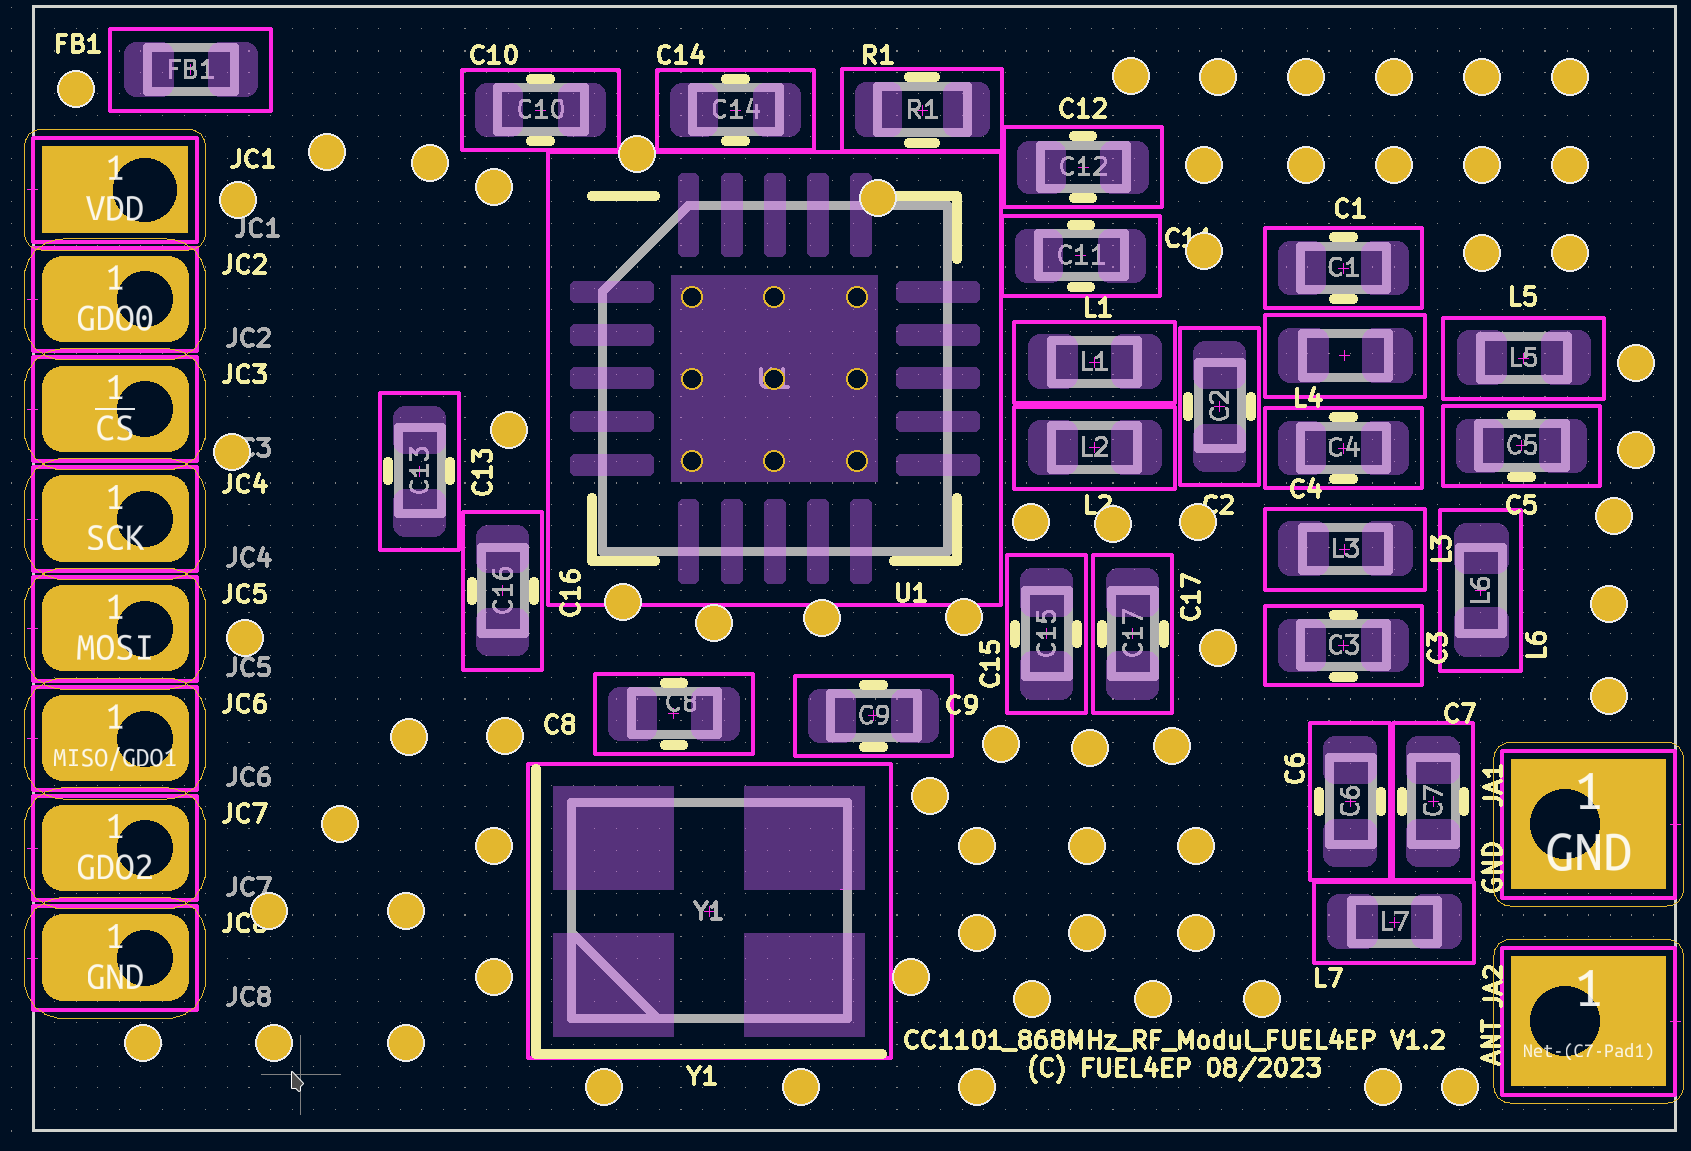 FB1
FB1
C10
C10
C14
C14
R1
R1
C12
C12
C11
C1
C1
1
VDD
JC1
JC1
1
GDO0
JC2
JC2
1
CS
JC3
JC4
1
SCK
JC4
JC5
1
MOSI
JC5
JC6
1
MISO/GDO1
JC6
JC7
1
GDO2
JC7
1
GND
JC8
U1
U1
L1
L1
L2
L2
C2
C2
L4
C4
C4
L5
L5
C5
C5
L3
L3
C3
C3
L6
L6
C13
C13
C16
C16
C15
C15
C17
C17
C8
C8
C9
C9
C6
C6
C7
C7
L7
L7
Y1
Y1
GND JA1
1
GND
ANT JA2
1
Net-(C7-Pad1)
CC1101_868MHz_RF_Modul_FUEL4EP V1.2
(C) FUEL4EP 08/2023